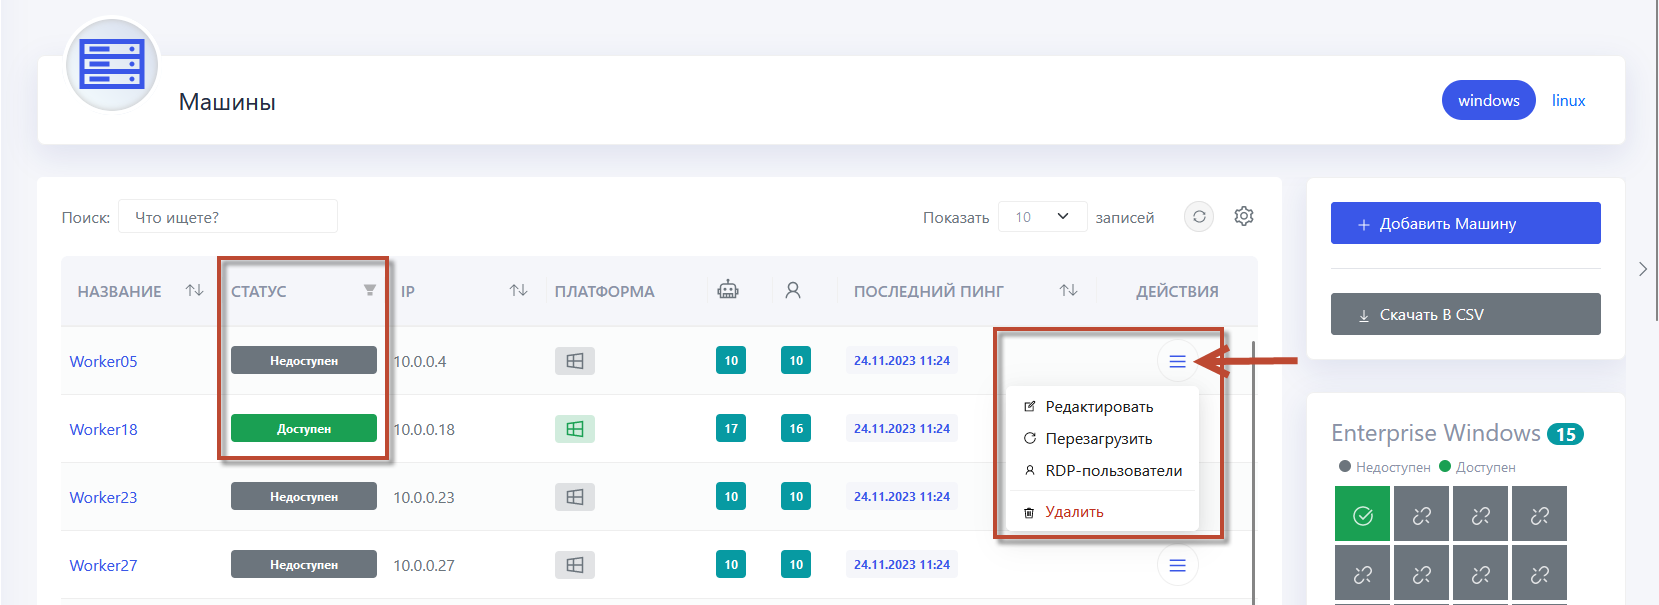 Машины
windows linux
Поиск: Что ищете?
Показать 10 записей
НАЗВАНИЕ СТАТУС IP ПЛАТФОРМА ПОСЛЕДНИЙ ПИНГ ДЕЙСТВИЯ
Worker05 Недоступен 10.0.0.4 10 10 24.11.2023 11:24
Worker18 Доступен 10.0.0.18 17 16 24.11.2023 11:24
Worker23 Недоступен 10.0.0.23 10 10 24.11.2023 11:24
Worker27 Недоступен 10.0.0.27 10 10 24.11.2023 11:24
Редактировать
Перезагрузить
RDP-пользователи
Удалить
Добавить Машину
Скачать В CSV
Enterprise Windows 15
Недоступен Доступен